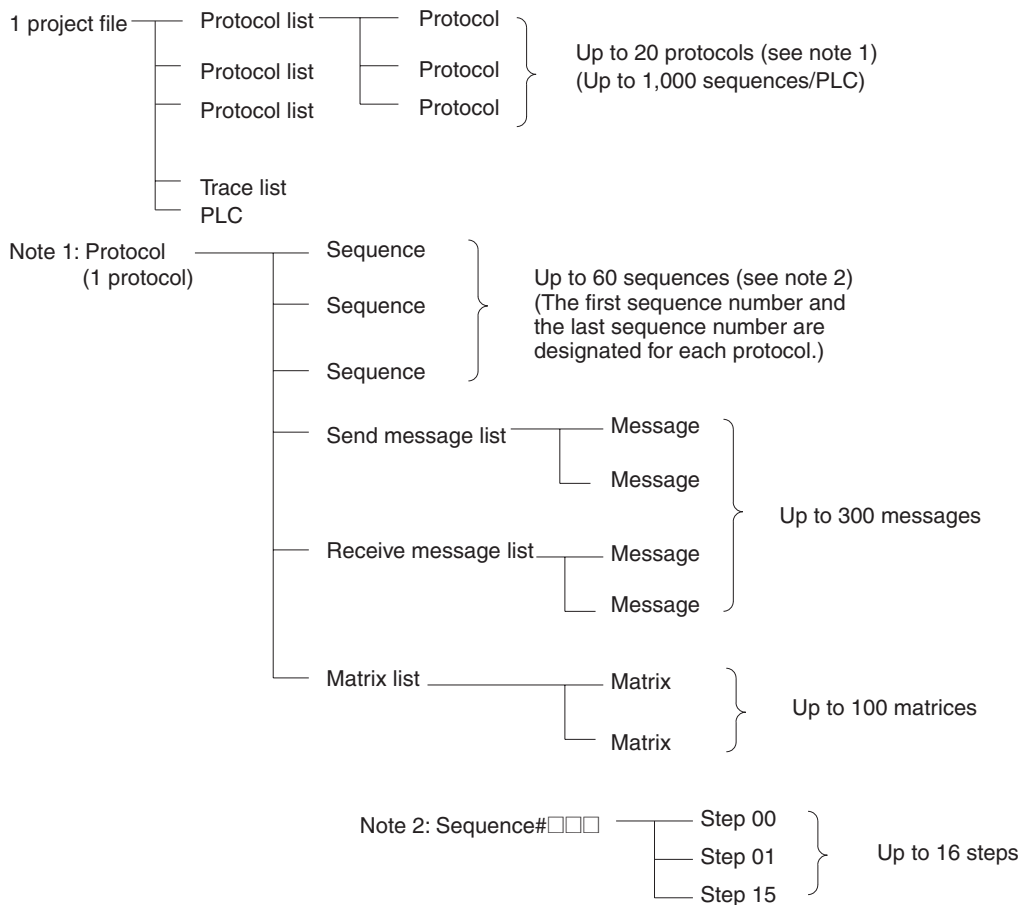 1 project file Protocol list Protocol
Protocol list Protocol
Protocol list Protocol
Up to 20 protocols (see note 1)
(Up to 1,000 sequences/PLC)
Trace list
PLC
Note 1: Protocol
(1 protocol)
Sequence
Sequence
Sequence
Up to 60 sequences (see note 2)
(The first sequence number and
the last sequence number are
designated for each protocol.)
Send message list Message
Message
Receive message list Message
Message
Up to 300 messages
Matrix list Matrix
Matrix
Up to 100 matrices
Note 2: Sequence#□□□ Step 00
Step 01
Step 15
Up to 16 steps